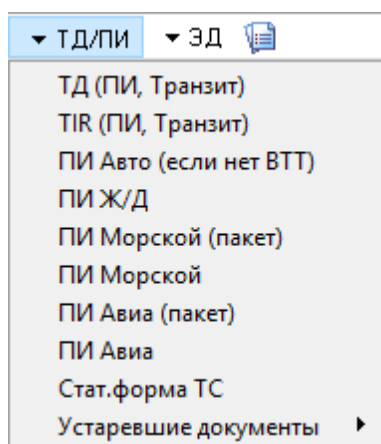 ТД/ПИ ЭД
ТД (ПИ, Транзит)
TIR (ПИ, Транзит)
ПИ Авто (если нет ВТТ)
ПИ Ж/Д
ПИ Морской (пакет)
ПИ Морской
ПИ Авиа (пакет)
ПИ Авиа
Стат.форма ТС
Устаревшие документы